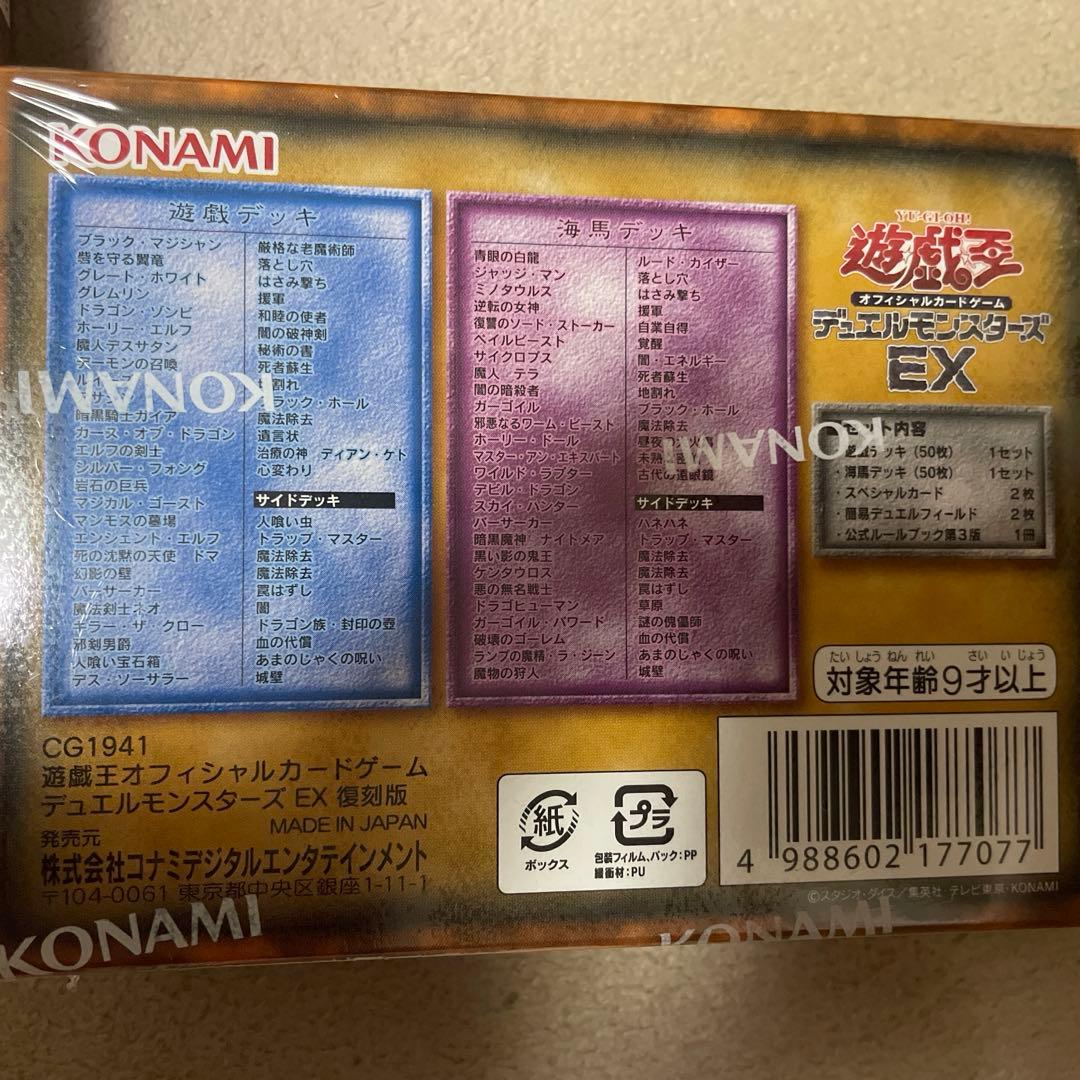 KONAMI
遊戯デッキ
ブラック・マジシャン
砦を守る翼竜
グレート・ホワイト
グレムリン
ドラゴン・ゾンビ
ホーリー・エルフ
魔人デスサタン
デーモンの召喚
暗黒騎士ガイア
カース・オブ・ドラゴン
エルフの剣士
シルバー・フォング
岩石の巨兵
マジカル・ゴースト
マンモスの墓場
エンシェント・エルフ
死の沈黙の天使 ドマ
幻影の壁
バーサーカー
魔法剣士ネオ
キラー・ザ・クロー
邪剣男爵
人喰い宝石箱
デス・ソーサラー
厳格な老魔術師
落とし穴
はさみ撃ち
援軍
和睦の使者
闇の破神剣
秘術の書
死者蘇生
割れ
ラック・ホール
魔法除去
遺言状
治療の神 ディアン・ケト
心変わり
サイドデッキ
人喰い虫
トラップ・マスター
魔法除去
魔法除去
罠はずし
闇
ドラゴン族・封印の壺
血の代償
あまのじゃくの呪い
城壁
海馬デッキ
青眼の白龍
ジャッジ・マン
ミノタウルス
逆転の女神
復讐のソード・ストーカー
ベイルビースト
サイクロプス
魔人 テラ
闇の暗殺者
ガーゴイル
邪悪なるワーム・ビースト
ホーリー・ドール
マスター・アン・エキスパート
ワイルド・ラプター
デビル・ドラゴン
スカイ・ハンター
バーサーカー
暗黒魔神 ナイトメア
黒い影の鬼王
ケンタウロス
悪の無名戦士
ドラゴヒューマン
ガーゴイル・パワード
破壊のゴーレム
ランプの魔精・ラ・ジーン
魔物の狩人
ルード・カイザー
落とし穴
はさみ撃ち
援軍
自業自得
覚醒
闇・エネルギー
死者蘇生
地割れ
ブラック・ホール
魔法除去
昼夜の大火
未熟な密
古代の遠眼鏡
サイドデッキ
ハネハネ
トラップ・マスター
魔法除去
魔法除去
罠はずし
草原
謎の傀儡師
血の代償
あまのじゃくの呪い
城壁
YU-GI-OH!
遊戯王
オフィシャルカードゲーム
デュエルモンスターズ
EX
セット内容
・遊戯デッキ（50枚） 1セット
・海馬デッキ（50枚） 1セット
・スペシャルカード 2枚
・簡易デュエルフィールド 2枚
・公式ルールブック第3版 1冊
たいしょうねんれい さいいじょう
対象年齢9才以上
CG1941
遊戯王オフィシャルカードゲーム
デュエルモンスターズ EX 復刻版
MADE IN JAPAN
発売元
株式会社コナミデジタルエンタテインメント
〒104-0061 東京都中央区銀座1-11-1
紙
ボックス
プラ
包装フィルム、パック：PP
緩衝材：PU
4 988602 177077
©スタジオ・ダイス／集英社・テレビ東京・KONAMI
KONAMI
KONAMI
KONAMI
KONAMI
KONAMI